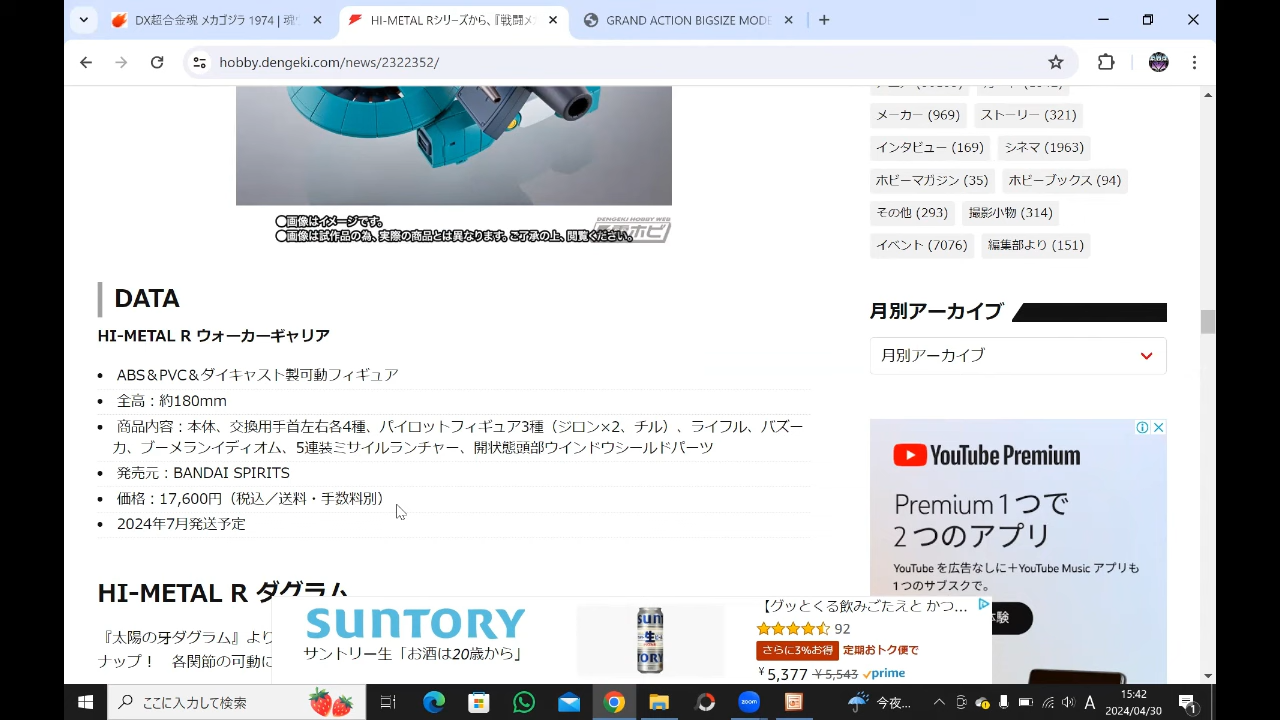 DX超合金魂 メカゴジラ 1974 | 魂
HI-METAL Rシリーズから、『戦闘メ
GRAND ACTION BIGSIZE MODE
hobby.dengeki.com/news/2322352/
メーカー (969)
ストーリー (321)
インタビュー (169)
シネマ (1963)
ホビーマガジン (35)
ホビーブックス (94)
その他 (293)
撮影小物 (314)
イベント (7076)
編集部より (151)
●画像はイメージです。
●画像は試作品の為、実際の商品とは異なります。ご了承の上、閲覧ください。
DENGEKI HOBBY WEB
電撃ホビー
DATA
HI-METAL R ウォーカーギャリア
• ABS＆PVC＆ダイキャスト製可動フィギュア
• 全高：約180mm
• 商品内容：本体、交換用手首左右各4種、パイロットフィギュア3種（ジロン×2、チル）、ライフル、バズー
カ、ブーメランイディオム、5連装ミサイルランチャー、開状態頭部ウインドウシールドパーツ
• 発売元：BANDAI SPIRITS
• 価格：17,600円（税込／送料・手数料別）
• 2024年7月発送予定
HI-METAL R ダグラム
『太陽の牙ダグラム』より
ナップ！ 各関節の可動に
月別アーカイブ
月別アーカイブ
YouTube Premium
Premium 1 つで
2 つのアプリ
YouTube を広告なしに＋YouTube Music アプリも
1 つのサブスクで。
体験
SUNTORY
サントリー生「お酒は20歳から」
生
【グッとくる飲みごたえと かつ...
92
さらに3%お得 定期おトク便で
¥5,377 ¥5,543 prime
ここに入力して検索
zoom
今夜...
A
15:42
2024/04/30
1